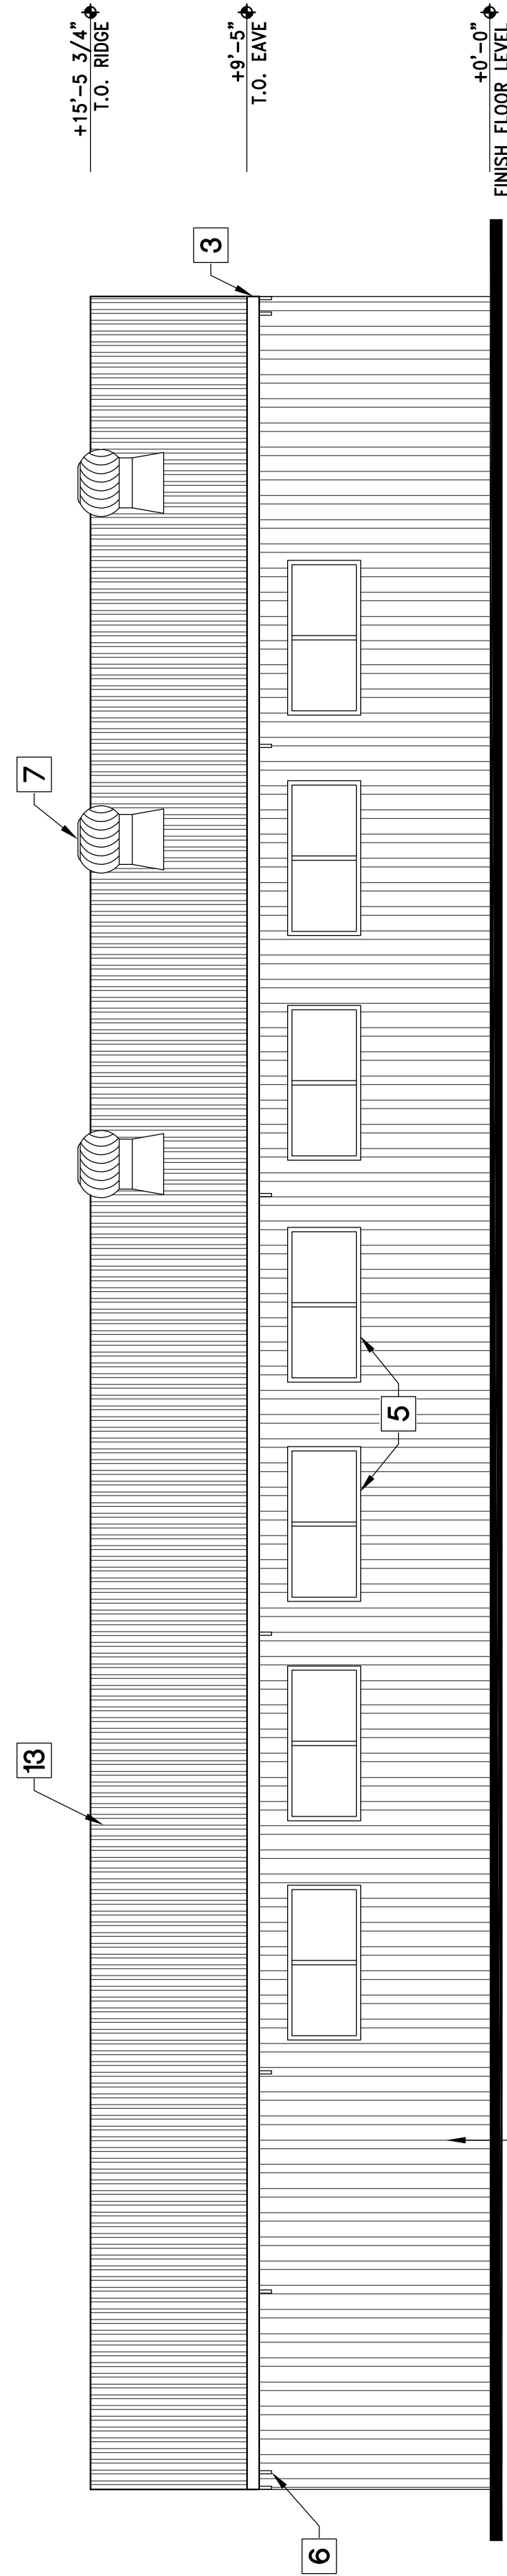 +15'-5 3/4"
T.O. RIDGE
+9'-5"
T.O. EAVE
+0'-0"
FINISH FLOOR LEVEL
3
7
5
13
6